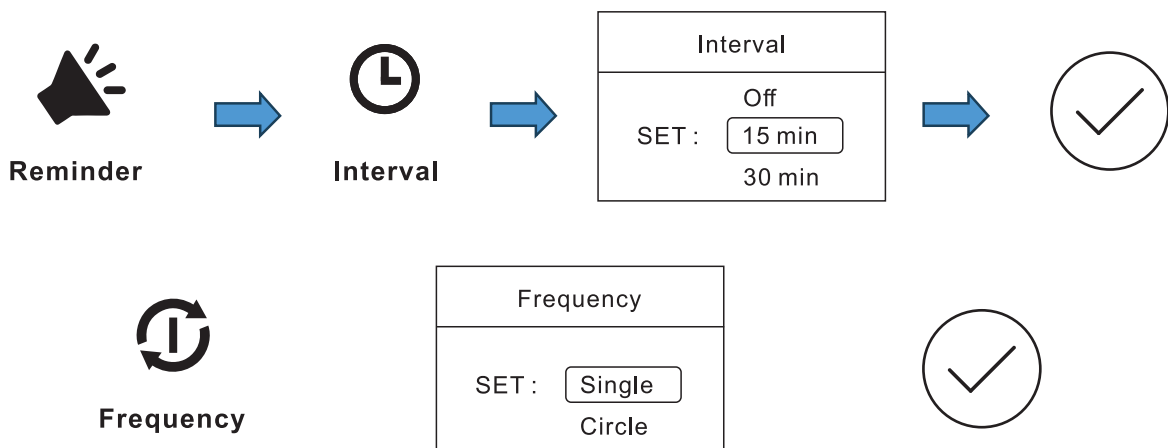 Reminder
Interval
Interval
Off
SET : 15 min
30 min
Frequency
Frequency
SET : Single
Circle